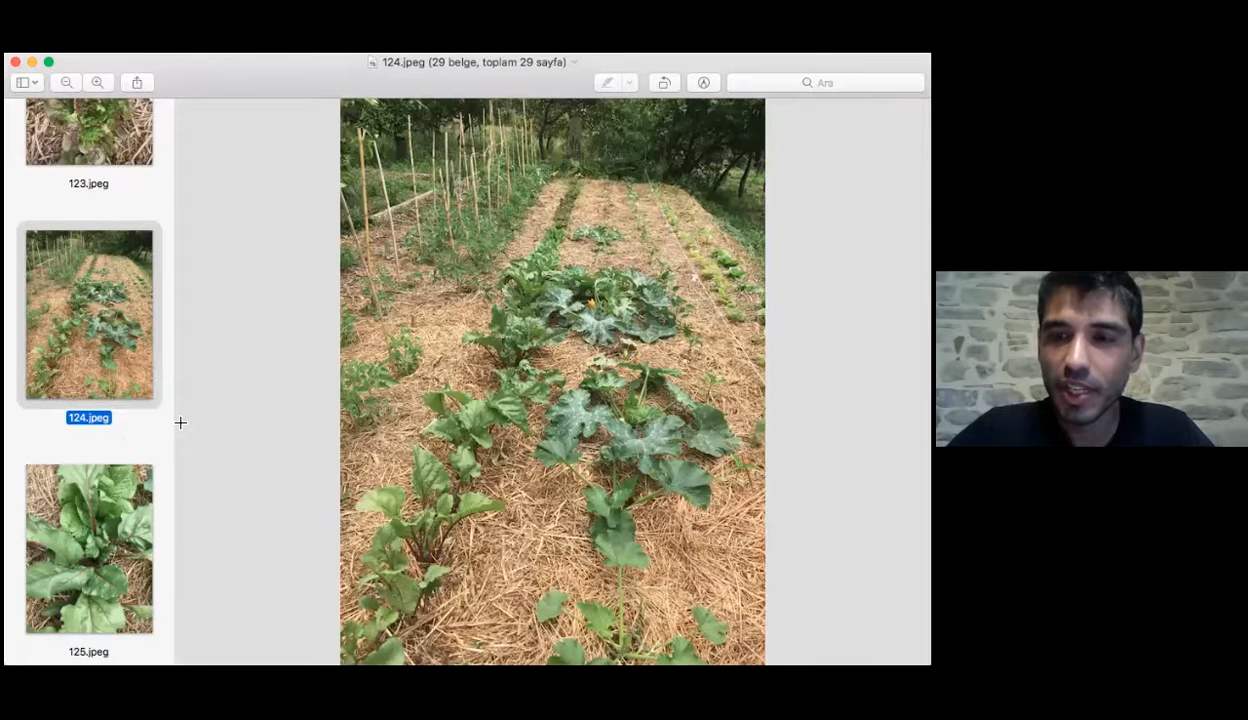 124.jpeg (29 belge, toplam 29 sayfa)
Ara
123.jpeg
124.jpeg
125.jpeg